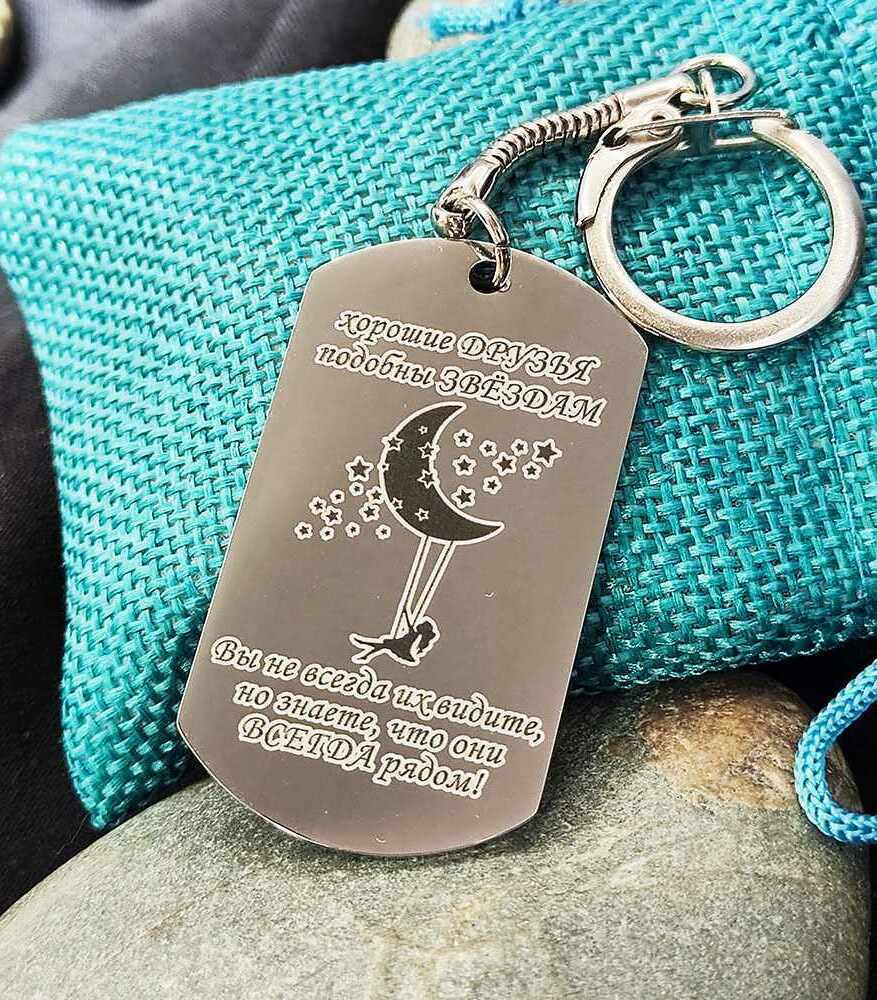 хорошие ДРУЗЬЯ
подобны ЗВЁЗДАМ
Вы не всегда их видите,
но знаете, что они
ВСЕГДА рядом!